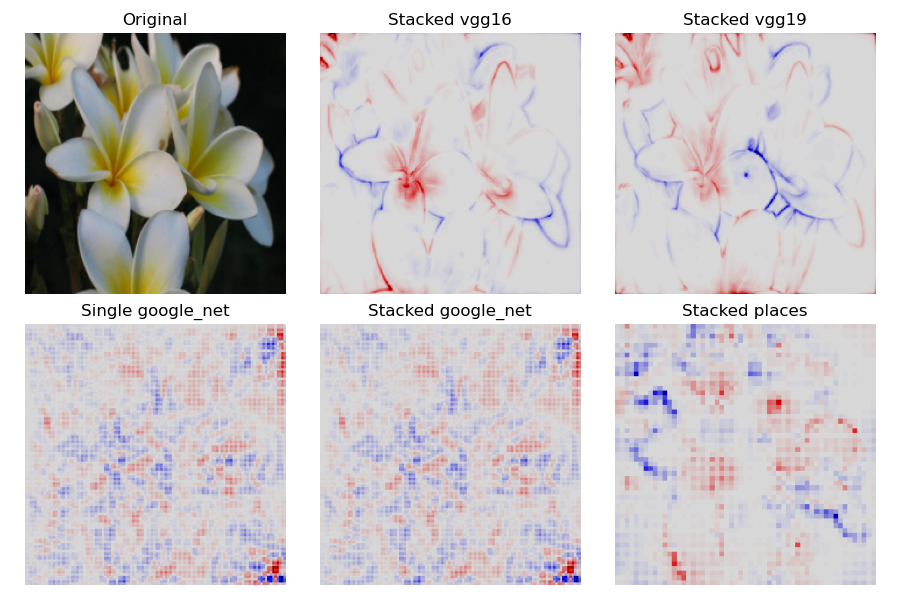 Original
Stacked vgg16
Stacked vgg19
Single google_net
Stacked google_net
Stacked places